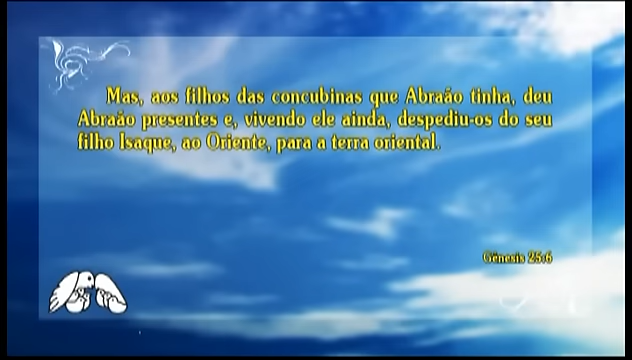 Mas, aos filhos das concubinas que Abraão tinha, deu
Abraão presentes e, vivendo ele ainda, despediu-os do seu
filho Isaque, ao Oriente, para a terra oriental.
Gênesis 25:6